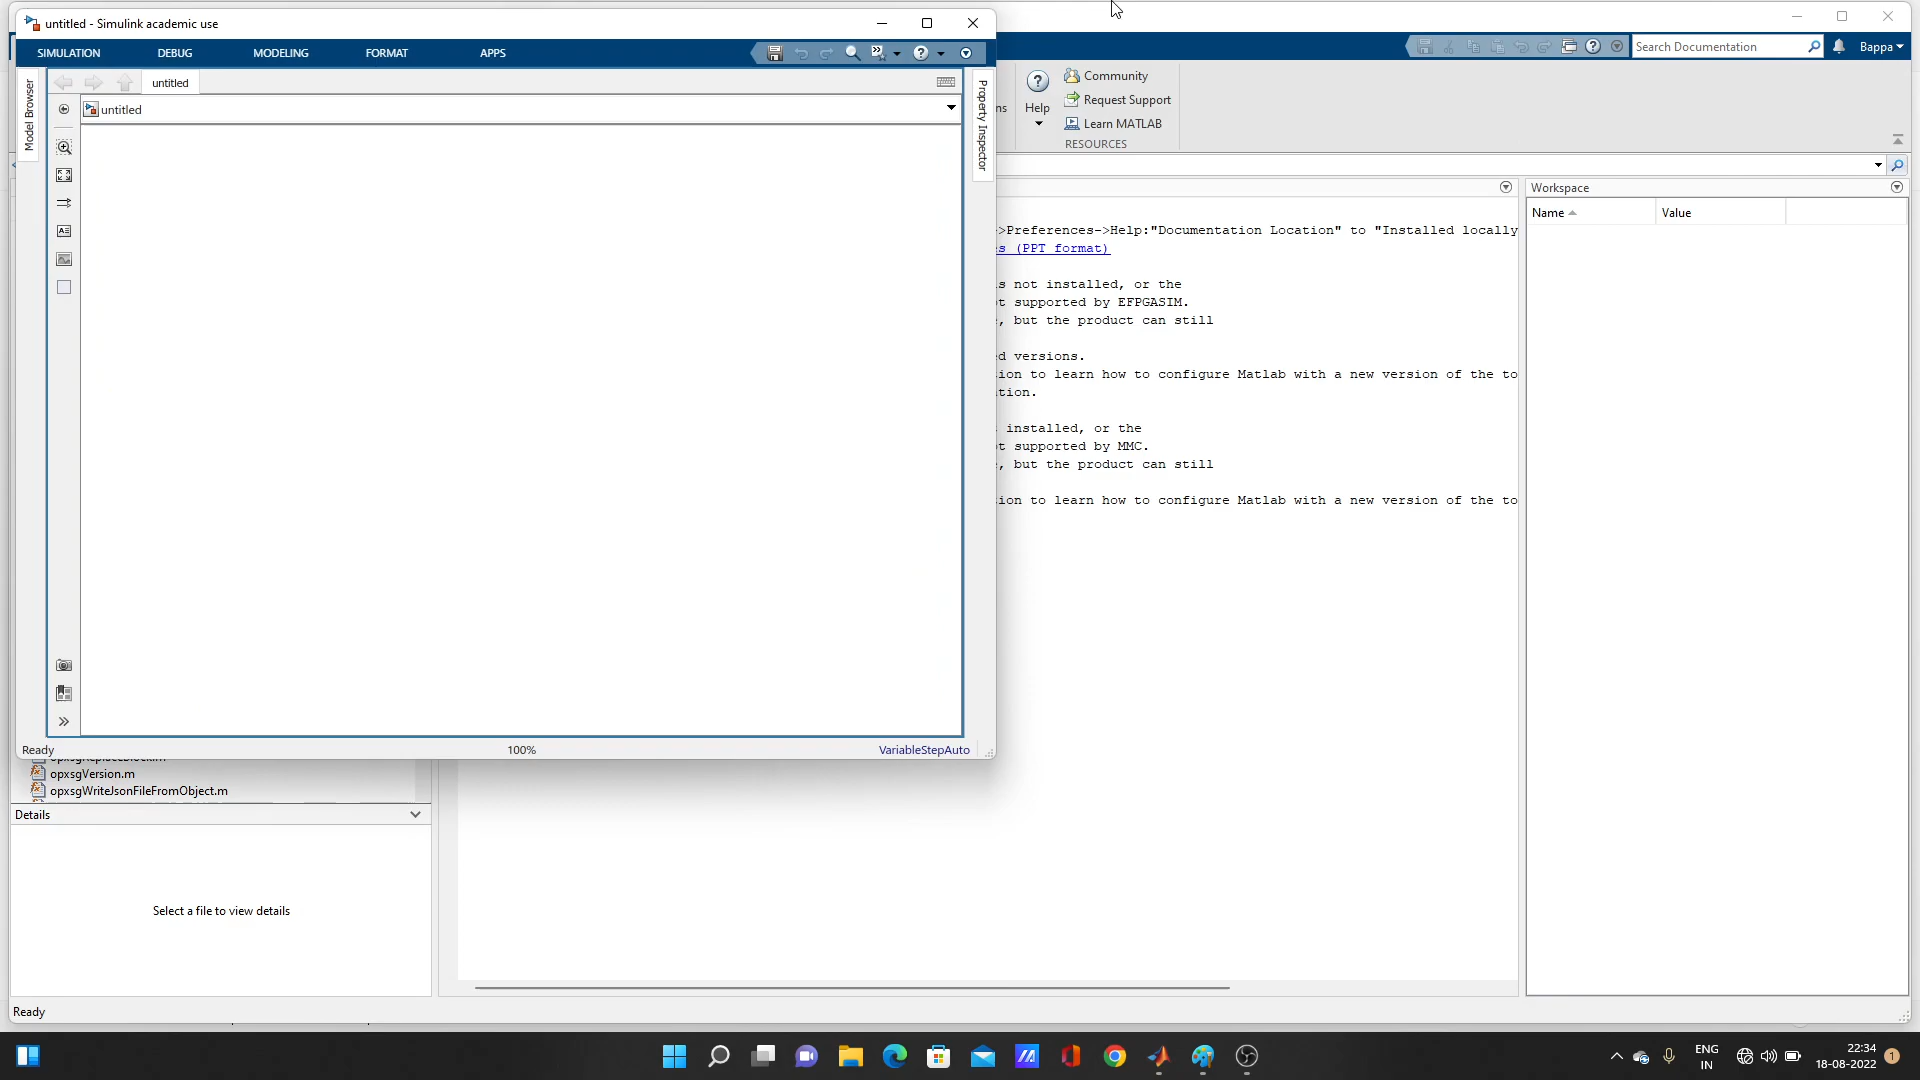 untitled - Simulink academic use
SIMULATION
DEBUG
MODELING
FORMAT
APPS
Search Documentation
Bappa
Model Browser
untitled
untitled
Property Inspector
Help
Community
Request Support
Learn MATLAB
RESOURCES
Workspace
Name
Value
>Preferences->Help:"Documentation Location" to "Installed locally
(PPT format)
not installed, or the
supported by EFPGASIM.
, but the product can still
versions.
to learn how to configure Matlab with a new version of the to
installed, or the
supported by MMC.
, but the product can still
to learn how to configure Matlab with a new version of the to
Ready
100%
VariableStepAuto
opxsgVersion.m
opxsgWriteJsonFileFromObject.m
Details
Select a file to view details
Ready
ENG
IN
22:34
18-08-2022
1